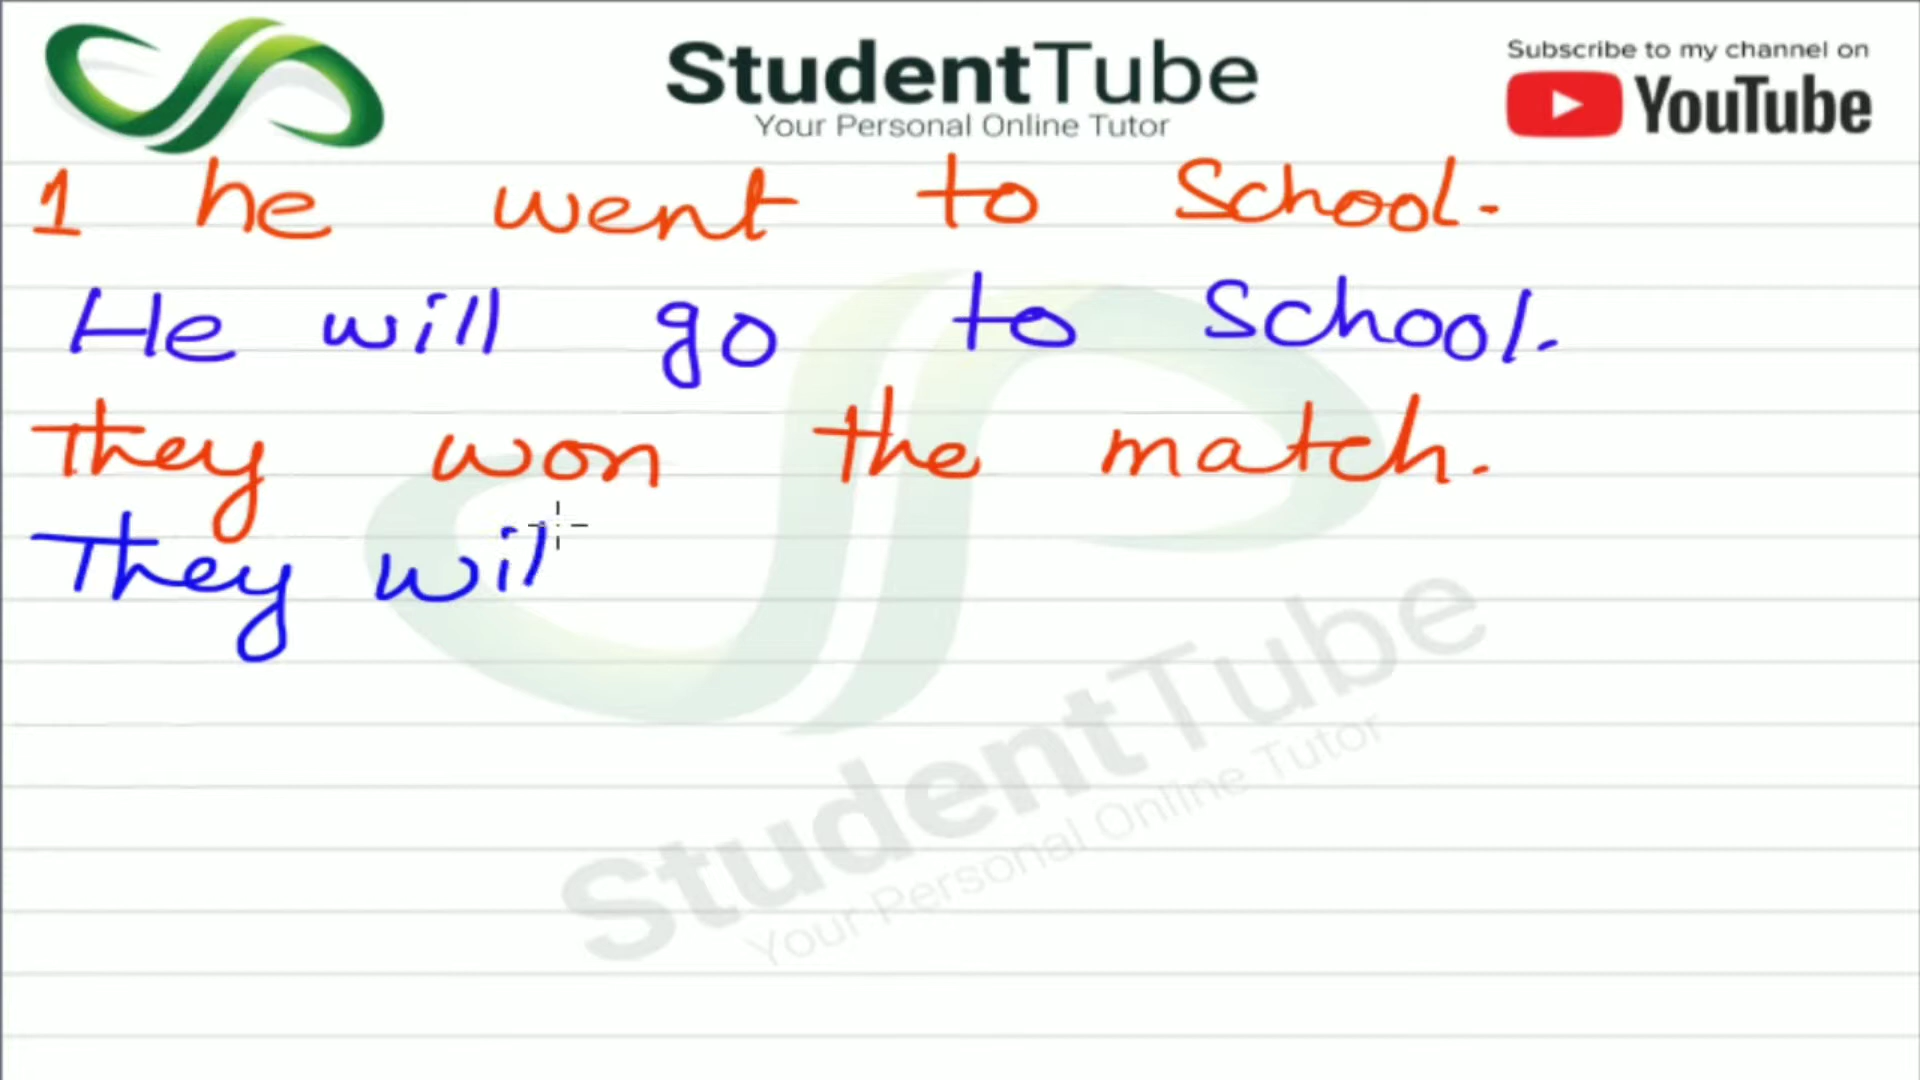 StudentTube
Your Personal Online Tutor
Subscribe to my channel on
YouTube
1 he went to School.
He will go to School.
They won the match.
They wil
StudentTube
Your Personal Online Tutor